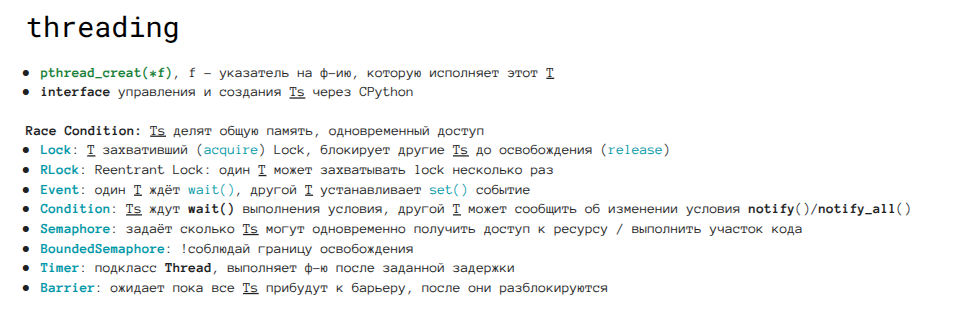 threading
● pthread_creat(*f), f - указатель на ф-ию, которую исполняет этот T
● interface управления и создания Ts через CPython
Race Condition: Ts делят общую память, одновременный доступ
● Lock: T захвативший (acquire) Lock, блокирует другие Ts до освобождения (release)
● RLock: Reentrant Lock: один T может захватывать lock несколько раз
● Event: один T ждёт wait(), другой T устанавливает set() событие
● Condition: Ts ждут wait() выполнения условия, другой T может сообщить об изменении условия notify()/notify_all()
● Semaphore: задаёт сколько Ts могут одновременно получить доступ к ресурсу / выполнить участок кода
● BoundedSemaphore: !соблюдай границу освобождения
● Timer: подкласс Thread, выполняет ф-ю после заданной задержки
● Barrier: ожидает пока все Ts прибудут к барьеру, после они разблокируются